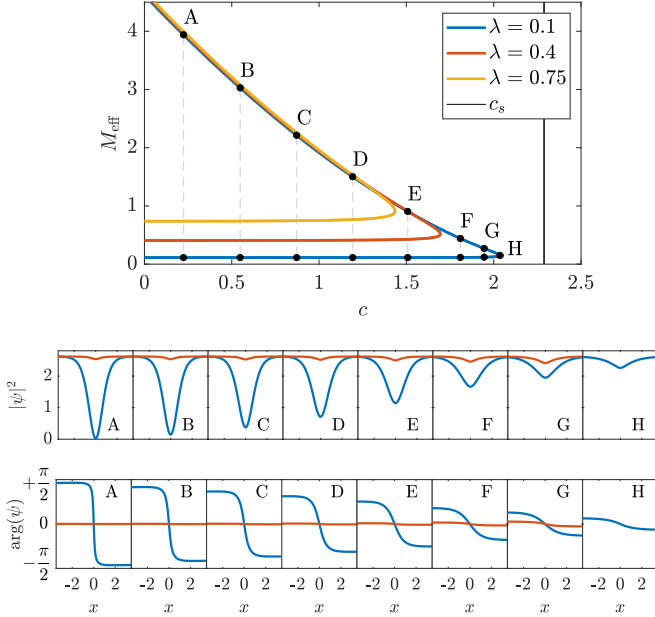 4
3
2
1
0
M_eff
A
B
C
D
E
F
G
H
λ = 0.1
λ = 0.4
λ = 0.75
c_s
0 0.5 1 1.5 2 2.5
c
2
1
0
|ψ|²
A B C D E F G H
+π/2
0
−π/2
arg(ψ)
A B C D E F G H
-2 0 2 -2 0 2 -2 0 2 -2 0 2 -2 0 2 -2 0 2 -2 0 2 -2 0 2
x x x x x x x x